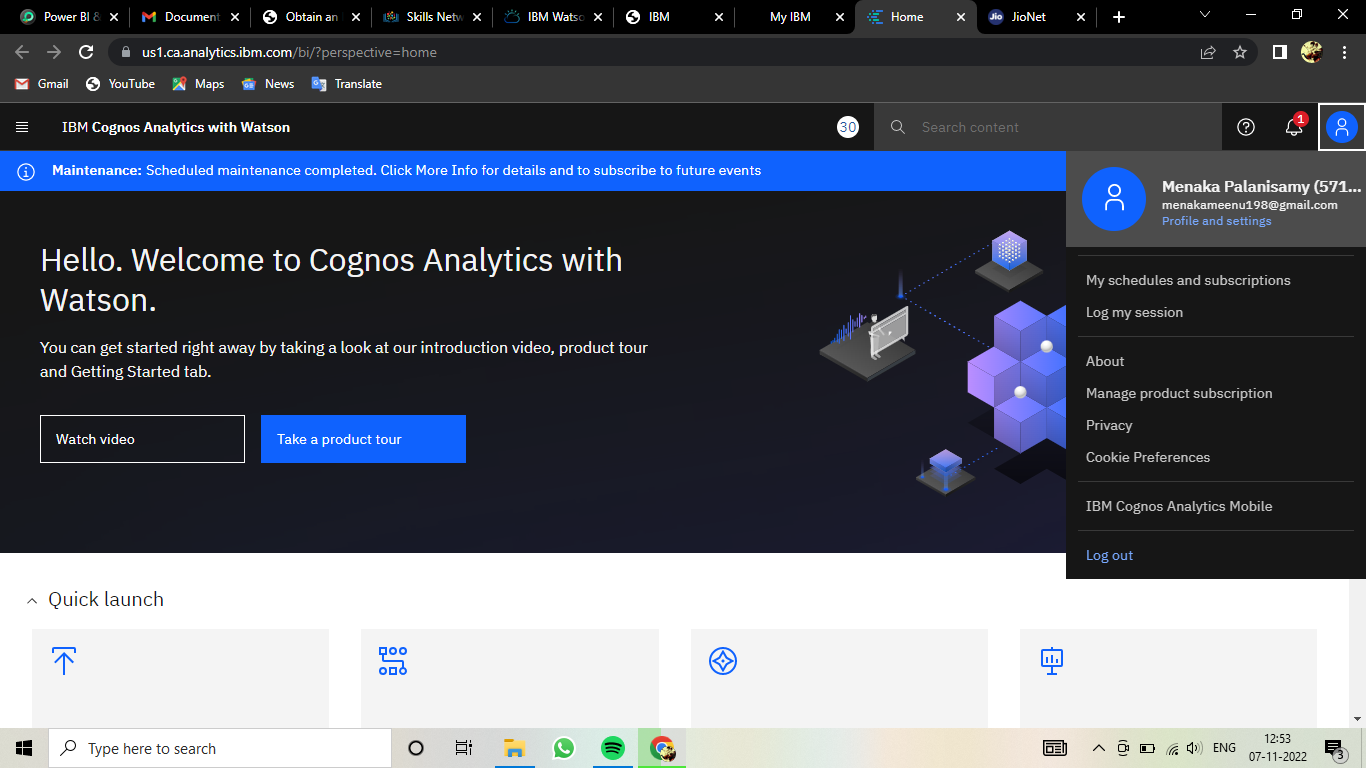 Power BI &
Document
Obtain an
Skills Netw
IBM Watso
IBM
My IBM
Home
Jio
JioNet
us1.ca.analytics.ibm.com/bi/?perspective=home
Gmail
YouTube
Maps
News
Translate
IBM Cognos Analytics with Watson
30
Search content
1
Maintenance: Scheduled maintenance completed. Click More Info for details and to subscribe to future events
Menaka Palanisamy (571...
menakameenu198@gmail.com
Profile and settings
My schedules and subscriptions
Log my session
About
Manage product subscription
Privacy
Cookie Preferences
IBM Cognos Analytics Mobile
Log out
Hello. Welcome to Cognos Analytics with
Watson.
You can get started right away by taking a look at our introduction video, product tour
and Getting Started tab.
Watch video
Take a product tour
Quick launch
Type here to search
ENG
12:53
07-11-2022
3